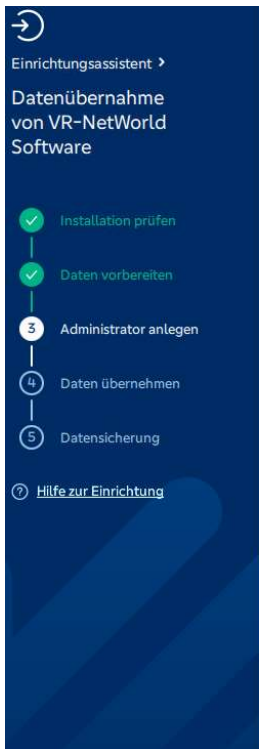 Einrichtungsassistent >
Datenübernahme
von VR-NetWorld
Software
Installation prüfen
Daten vorbereiten
3 Administrator anlegen
4 Daten übernehmen
5 Datensicherung
? Hilfe zur Einrichtung